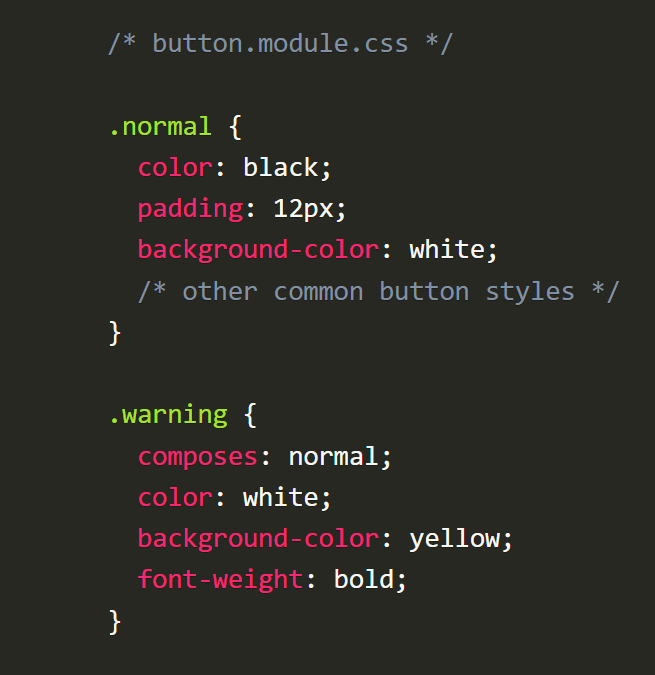 /* button.module.css */
.normal {
color: black;
padding: 12px;
background-color: white;
/* other common button styles */
}
.warning {
composes: normal;
color: white;
background-color: yellow;
font-weight: bold;
}